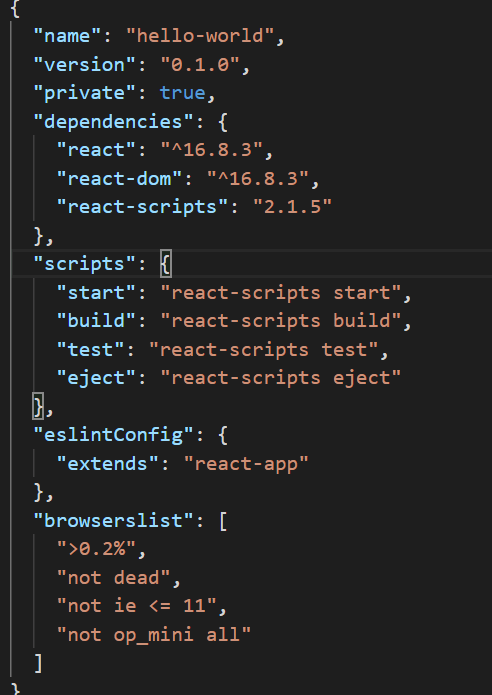 {
  "name": "hello-world",
  "version": "0.1.0",
  "private": true,
  "dependencies": {
    "react": "^16.8.3",
    "react-dom": "^16.8.3",
    "react-scripts": "2.1.5"
  },
  "scripts": {
    "start": "react-scripts start",
    "build": "react-scripts build",
    "test": "react-scripts test",
    "eject": "react-scripts eject"
  },
  "eslintConfig": {
    "extends": "react-app"
  },
  "browserslist": [
    ">0.2%",
    "not dead",
    "not ie <= 11",
    "not op_mini all"
  ]
}